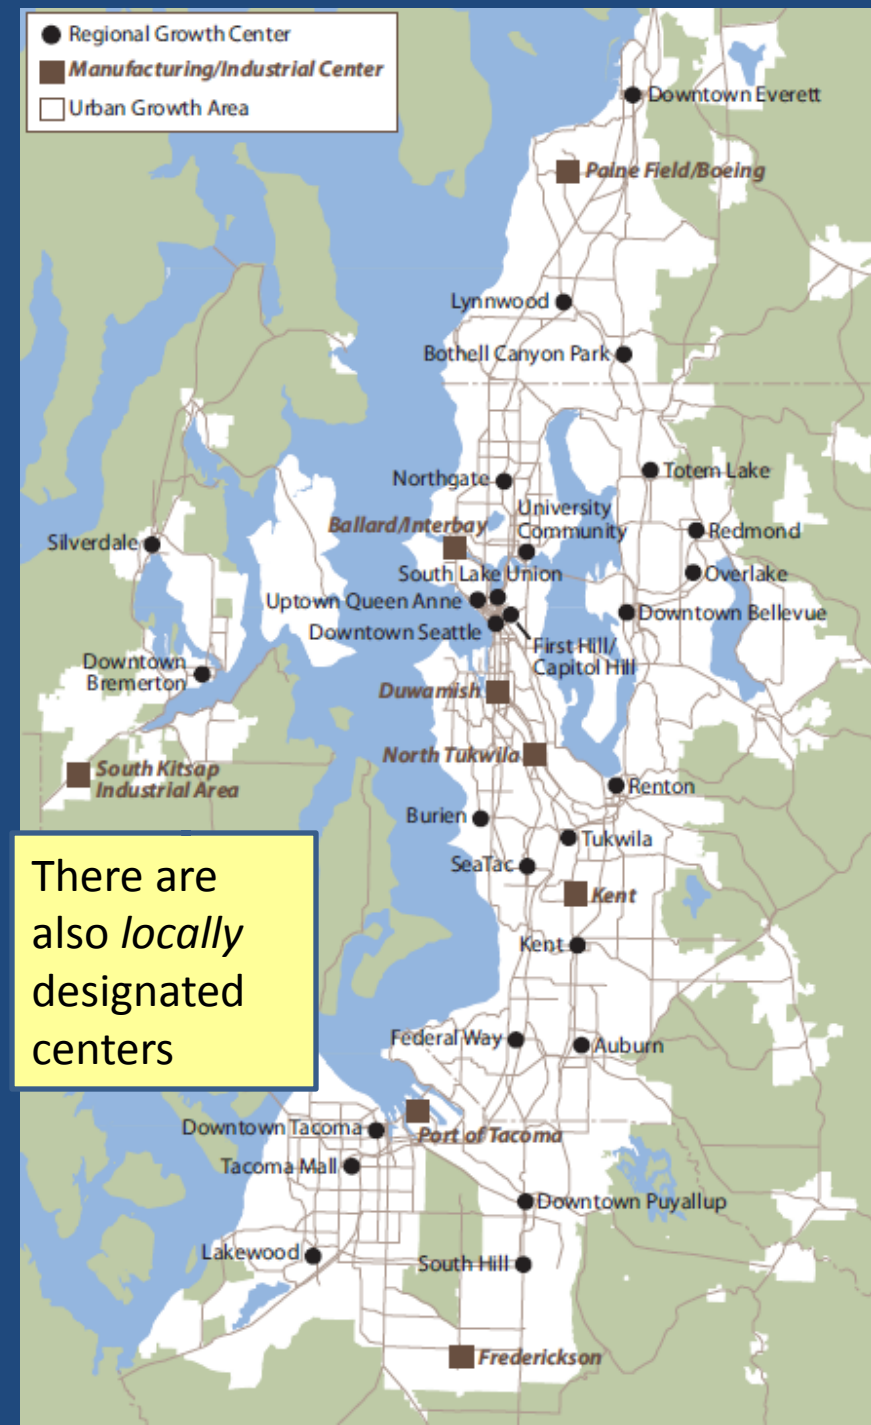 Regional Growth Center
Manufacturing/Industrial Center
Urban Growth Area
Downtown Everett
Paine Field/Boeing
Lynnwood
Bothell Canyon Park
Northgate
Totem Lake
University
Community
Ballard/Interbay
Redmond
Silverdale
South Lake Union
Overlake
Uptown Queen Anne
Downtown Bellevue
Downtown Seattle
First Hill/
Capitol Hill
Downtown
Bremerton
Duwamish
North Tukwila
South Kitsap
Industrial Area
Renton
Burien
Tukwila
SeaTac
Kent
There are
also locally
designated
centers
Kent
Federal Way
Auburn
Downtown Tacoma
Port of Tacoma
Tacoma Mall
Downtown Puyallup
Lakewood
South Hill
Frederickson